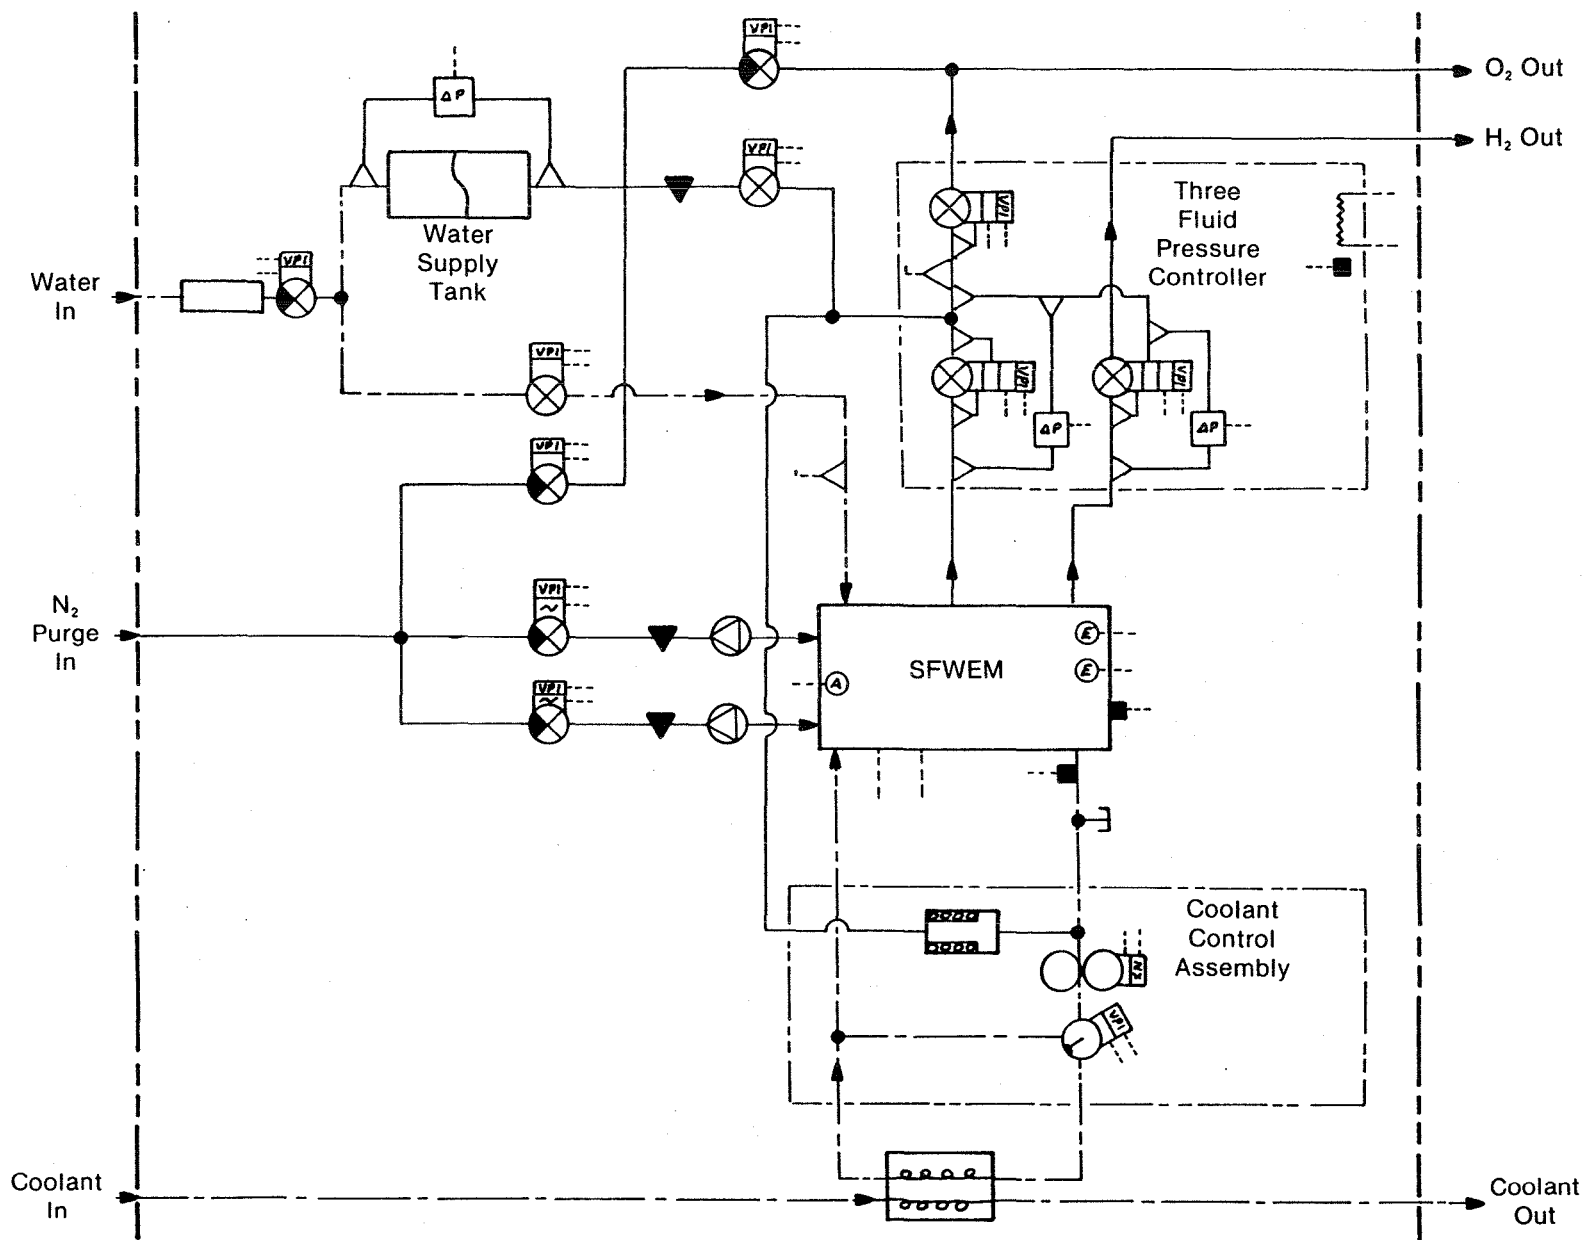 VPI
O₂ Out
ΔP
H₂ Out
VPI
Three
Fluid
Pressure
Controller
VPI
Water
Supply
Tank
Water
In
VPI
VPI
VPI
VPI
ΔP
ΔP
VPI
N₂
Purge
In
VPI
~
E
SFWEM
E
A
VPI
~
Coolant
Control
Assembly
VPI
Coolant
In
Coolant
Out